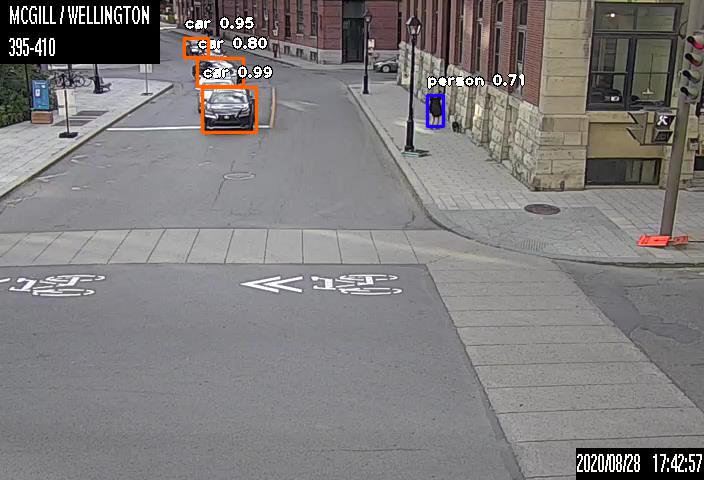 MCGILL / WELLINGTON
395-410
car 0.95
car 0.80
car 0.99
person 0.71
2020/08/28 17:42:57